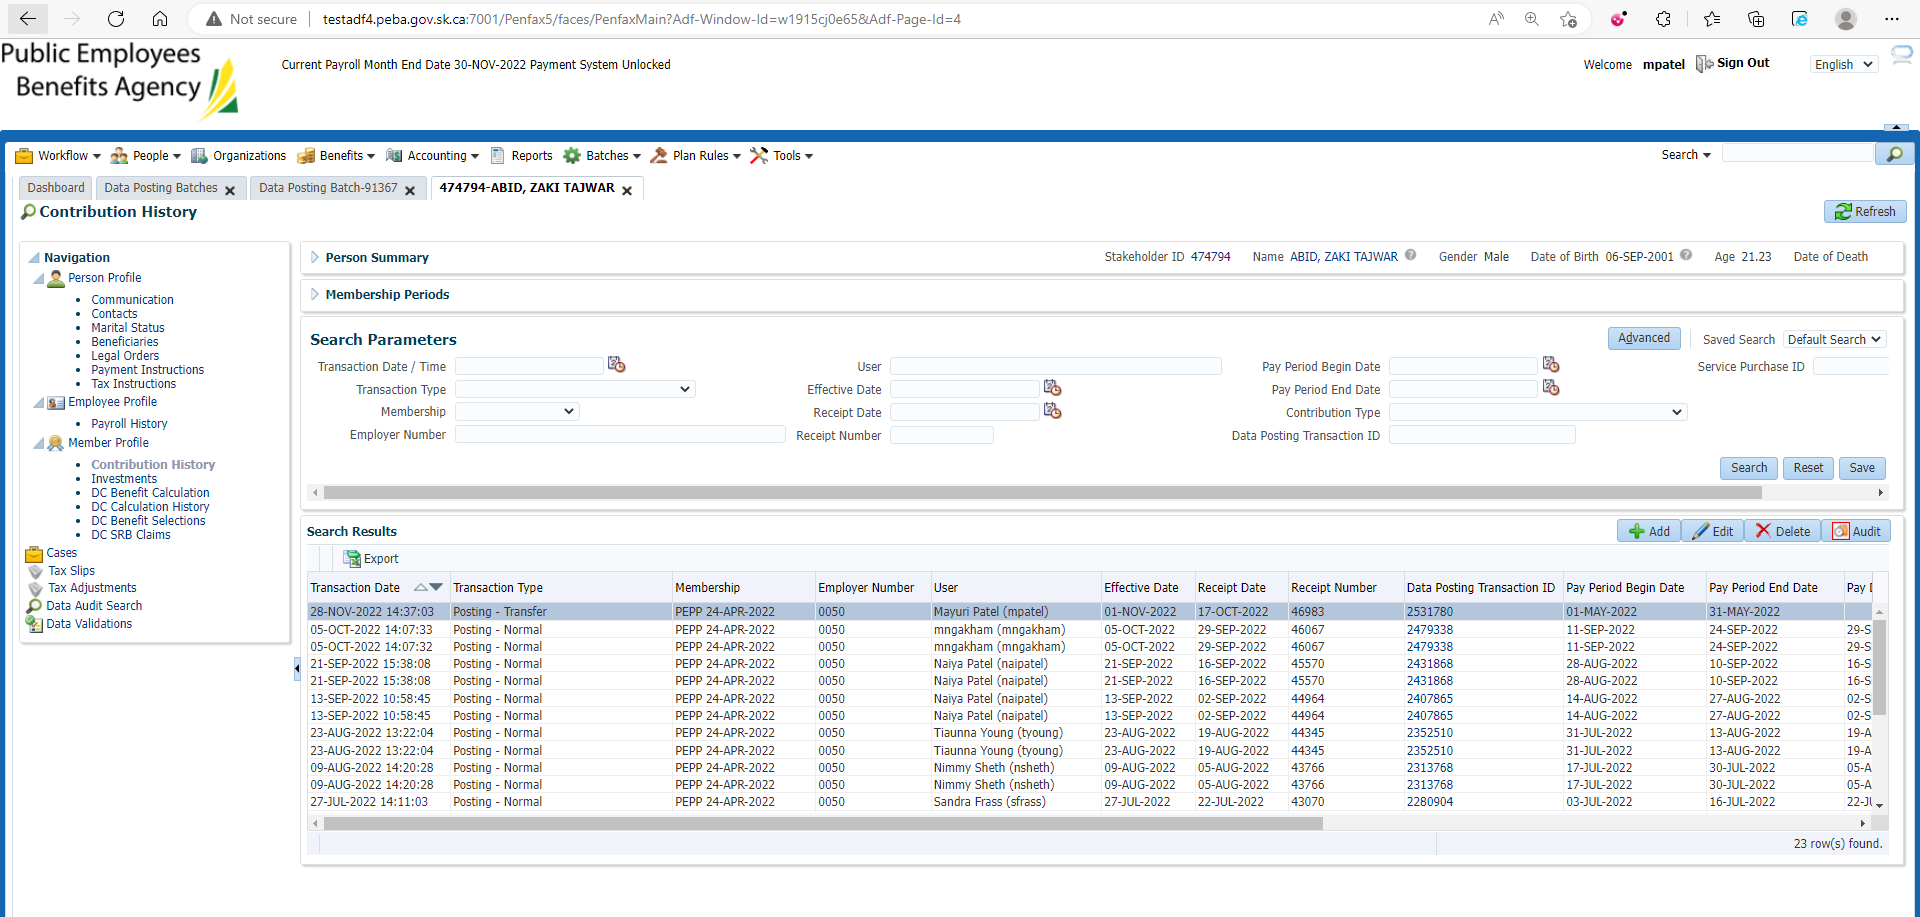 Not secure testadf4.peba.gov.sk.ca:7001/Penfax5/faces/PenfaxMain?Adf-Window-Id=w1915cj0e65&Adf-Page-Id=4
Public Employees
Benefits Agency
Current Payroll Month End Date 30-NOV-2022 Payment System Unlocked
Welcome mpatel Sign Out English
Workflow People Organizations Benefits Accounting Reports Batches Plan Rules Tools Search
Dashboard Data Posting Batches Data Posting Batch-91367 474794-ABID, ZAKI TAJWAR
Contribution History Refresh
Navigation
Person Profile
Communication
Contacts
Marital Status
Beneficiaries
Legal Orders
Payment Instructions
Tax Instructions
Employee Profile
Payroll History
Member Profile
Contribution History
Investments
DC Benefit Calculation
DC Calculation History
DC Benefit Selections
DC SRB Claims
Cases
Tax Slips
Tax Adjustments
Data Audit Search
Data Validations
Person Summary Stakeholder ID 474794 Name ABID, ZAKI TAJWAR Gender Male Date of Birth 06-SEP-2001 Age 21.23 Date of Death
Membership Periods
Search Parameters Advanced Saved Search Default Search
Transaction Date / Time User Pay Period Begin Date Service Purchase ID
Transaction Type Effective Date Pay Period End Date
Membership Receipt Date Contribution Type
Employer Number Receipt Number Data Posting Transaction ID
Search Reset Save
Search Results Add Edit Delete Audit
Export
Transaction Date Transaction Type Membership Employer Number User Effective Date Receipt Date Receipt Number Data Posting Transaction ID Pay Period Begin Date Pay Period End Date Pay
28-NOV-2022 14:37:03 Posting - Transfer PEPP 24-APR-2022 0050 Mayuri Patel (mpatel) 01-NOV-2022 17-OCT-2022 46983 2531780 01-MAY-2022 31-MAY-2022
05-OCT-2022 14:07:33 Posting - Normal PEPP 24-APR-2022 0050 mngakham (mngakham) 05-OCT-2022 29-SEP-2022 46067 2479338 11-SEP-2022 24-SEP-2022 29-S
05-OCT-2022 14:07:32 Posting - Normal PEPP 24-APR-2022 0050 mngakham (mngakham) 05-OCT-2022 29-SEP-2022 46067 2479338 11-SEP-2022 24-SEP-2022 29-S
21-SEP-2022 15:38:08 Posting - Normal PEPP 24-APR-2022 0050 Naiya Patel (naipatel) 21-SEP-2022 16-SEP-2022 45570 2431868 28-AUG-2022 10-SEP-2022 16-S
21-SEP-2022 15:38:08 Posting - Normal PEPP 24-APR-2022 0050 Naiya Patel (naipatel) 21-SEP-2022 16-SEP-2022 45570 2431868 28-AUG-2022 10-SEP-2022 16-S
13-SEP-2022 10:58:45 Posting - Normal PEPP 24-APR-2022 0050 Naiya Patel (naipatel) 13-SEP-2022 02-SEP-2022 44964 2407865 14-AUG-2022 27-AUG-2022 02-S
13-SEP-2022 10:58:45 Posting - Normal PEPP 24-APR-2022 0050 Naiya Patel (naipatel) 13-SEP-2022 02-SEP-2022 44964 2407865 14-AUG-2022 27-AUG-2022 02-S
23-AUG-2022 13:22:04 Posting - Normal PEPP 24-APR-2022 0050 Tiaunna Young (tyoung) 23-AUG-2022 19-AUG-2022 44345 2352510 31-JUL-2022 13-AUG-2022 19-A
23-AUG-2022 13:22:04 Posting - Normal PEPP 24-APR-2022 0050 Tiaunna Young (tyoung) 23-AUG-2022 19-AUG-2022 44345 2352510 31-JUL-2022 13-AUG-2022 19-A
09-AUG-2022 14:20:28 Posting - Normal PEPP 24-APR-2022 0050 Nimmy Sheth (nsheth) 09-AUG-2022 05-AUG-2022 43766 2313768 17-JUL-2022 30-JUL-2022 05-A
09-AUG-2022 14:20:28 Posting - Normal PEPP 24-APR-2022 0050 Nimmy Sheth (nsheth) 09-AUG-2022 05-AUG-2022 43766 2313768 17-JUL-2022 30-JUL-2022 05-A
27-JUL-2022 14:11:03 Posting - Normal PEPP 24-APR-2022 0050 Sandra Frass (sfrass) 27-JUL-2022 22-JUL-2022 43070 2280904 03-JUL-2022 16-JUL-2022 22-JU
23 row(s) found.